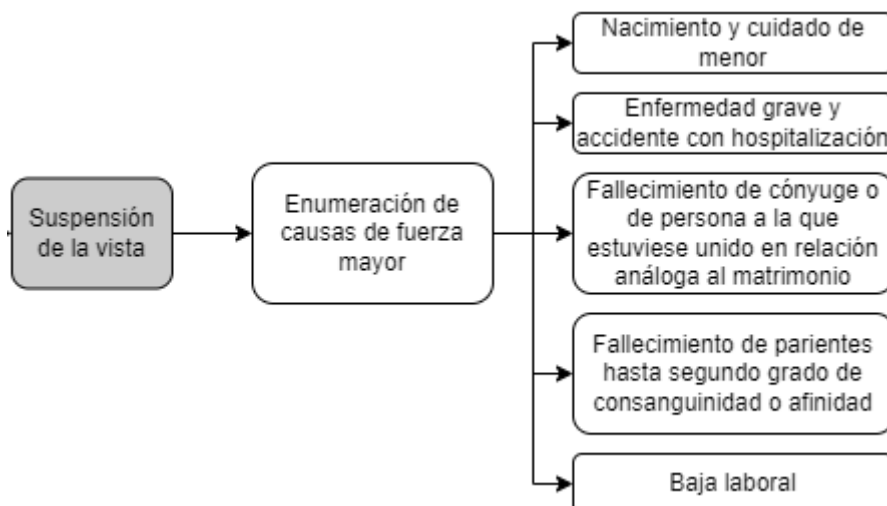 Suspensión
de la vista
Enumeración de
causas de fuerza
mayor
Nacimiento y cuidado de
menor
Enfermedad grave y
accidente con hospitalización
Fallecimiento de cónyuge o
de persona a la que
estuviese unido en relación
análoga al matrimonio
Fallecimiento de parientes
hasta segundo grado de
consanguinidad o afinidad
Baja laboral